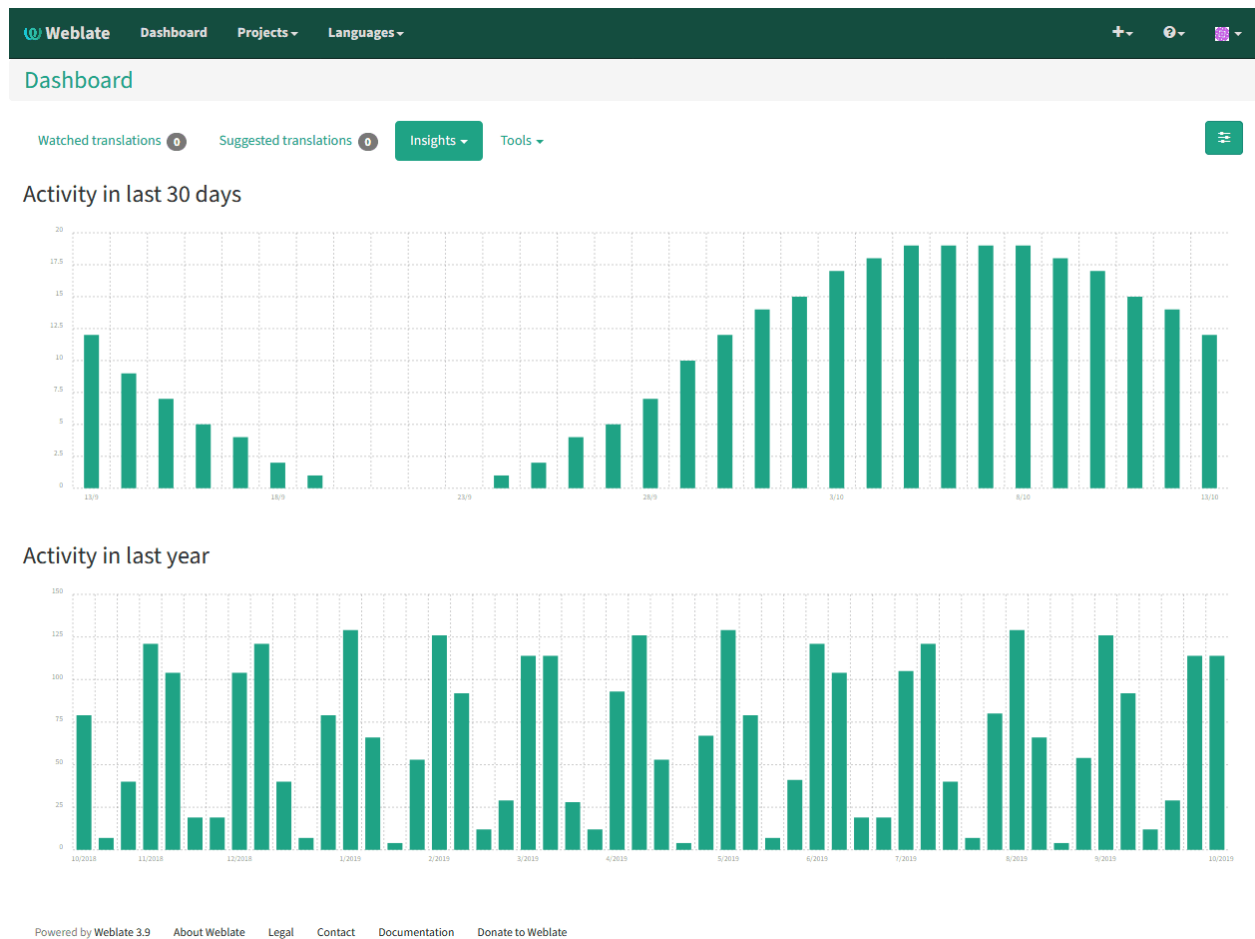 Weblate Dashboard Projects Languages
Dashboard
Watched translations 0 Suggested translations 0 Insights Tools
Activity in last 30 days
20
17.5
15
12.5
10
7.5
5
2.5
0
13/9 18/9 23/9 28/9 3/10 8/10 13/10
Activity in last year
150
125
100
75
50
25
0
10/2018 11/2018 12/2018 1/2019 2/2019 3/2019 4/2019 5/2019 6/2019 7/2019 8/2019 9/2019 10/2019
Powered by Weblate 3.9 About Weblate Legal Contact Documentation Donate to Weblate